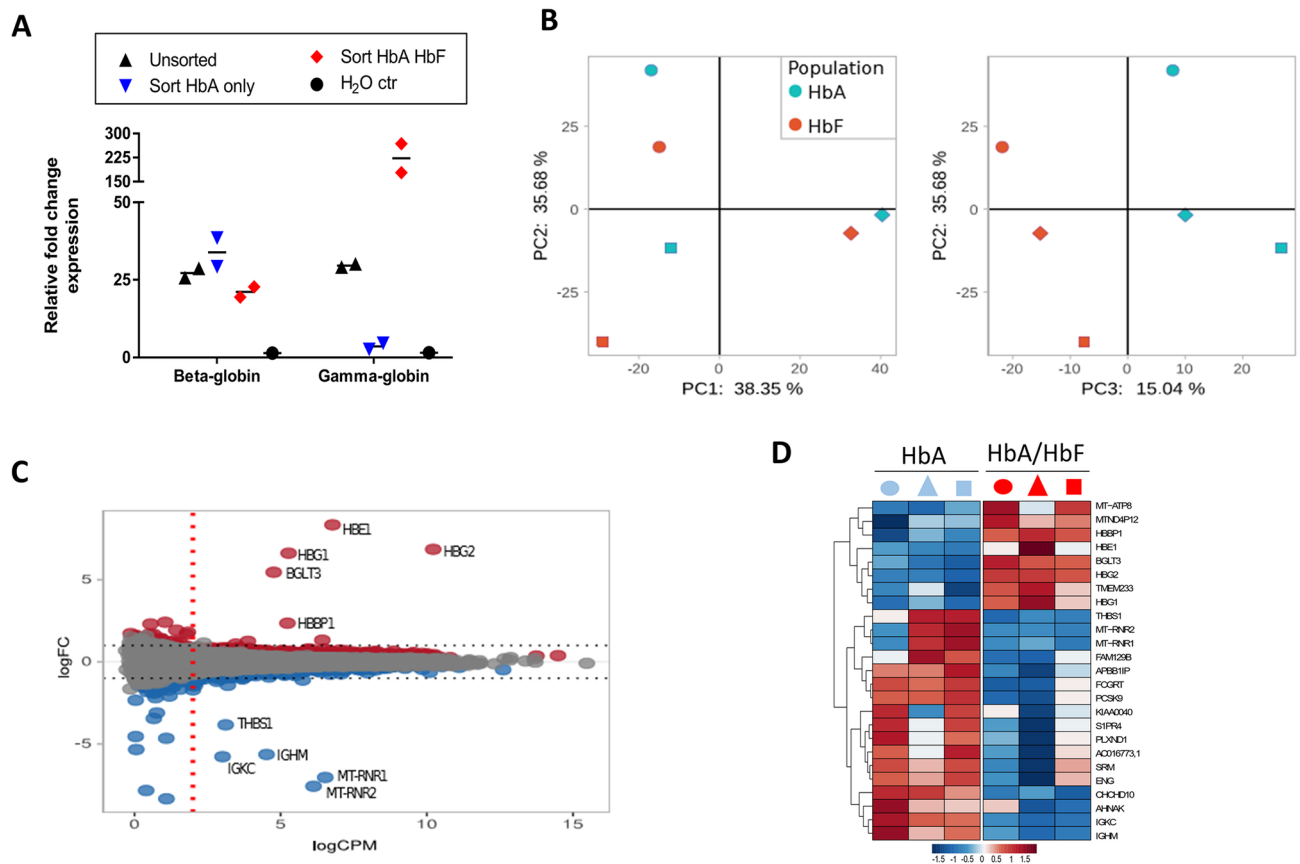 A
Unsorted
Sort HbA HbF
Sort HbA only
H2O ctr
Relative fold change
expression
300
225
150
50
25
0
Beta-globin
Gamma-globin
B
Population
HbA
HbF
PC2: 35.68 %
25
0
-25
-20
0
20
40
PC1: 38.35 %
PC2: 35.68 %
25
0
-25
-20
-10
0
10
20
PC3: 15.04 %
C
logFC
5
0
-5
HBE1
HBG1
HBG2
BGLT3
HBBP1
THBS1
IGHM
IGKC
MT-RNR1
MT-RNR2
0
5
10
15
logCPM
D
HbA
HbA/HbF
MT-ATP8
MTND4P12
HBBP1
HBE1
BGLT3
HBG2
TMEM233
HBG1
THBS1
MT-RNR2
MT-RNR1
FAM129B
APBB1IP
FCGRT
PCSK9
KIAA0040
S1PR4
PLXND1
AC016773,1
SRM
ENG
CHCHD10
AHNAK
IGKC
IGHM
-1.5 -1 -0.5 0 0.5 1 1.5